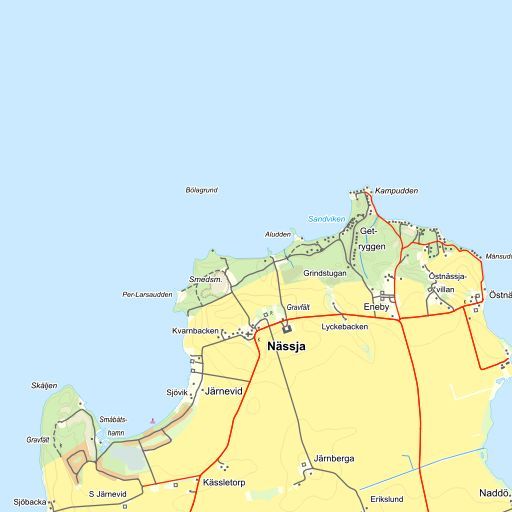 Bölagrund
Kampudden
Sandviken
Aludden
Get-
ryggen
Månsudd
Grindstugan
Smedsm.
Östnässja-
villan
Per-Larsaudden
Östnä
Eneby
Gravfält
Kvarnbacken
Lyckebacken
Nässja
Skäljen
Sjövik
Järnevid
Småbåts-
hamn
Gravfält
Järnberga
Kässletorp
S Järnevid
Sjöbacka
Erikslund
Naddö